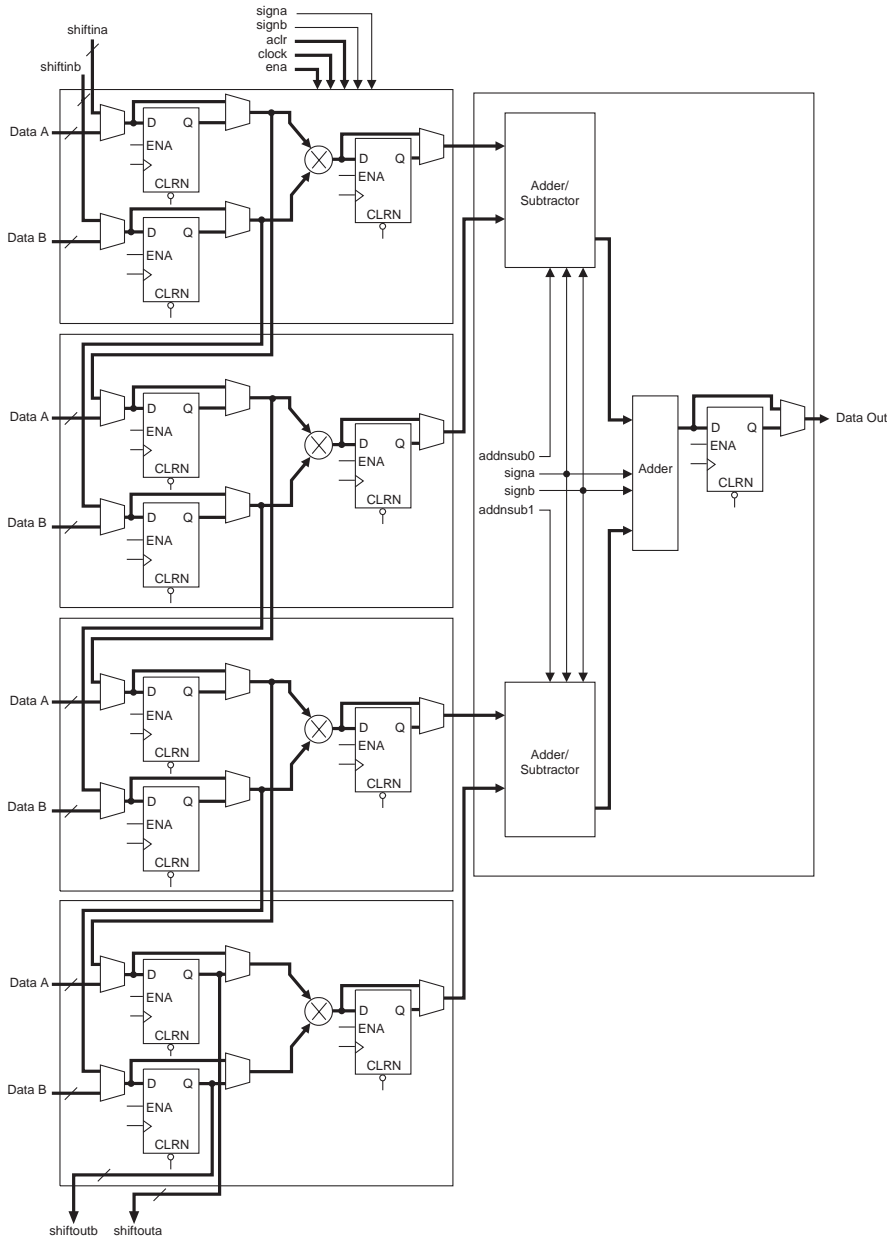 signa
signb
aclr
clock
ena
shiftina
shiftinb
Data A
D Q
ENA
CLRN
Data B
D Q
ENA
CLRN
D Q
ENA
CLRN
Adder/
Subtractor
Data A
D Q
ENA
CLRN
Data B
D Q
ENA
CLRN
D Q
ENA
CLRN
addnsub0
signa
signb
addnsub1
Adder
D Q
ENA
CLRN
Data Out
Data A
D Q
ENA
CLRN
Data B
D Q
ENA
CLRN
D Q
ENA
CLRN
Adder/
Subtractor
Data A
D Q
ENA
CLRN
Data B
D Q
ENA
CLRN
D Q
ENA
CLRN
shiftoutb
shiftouta